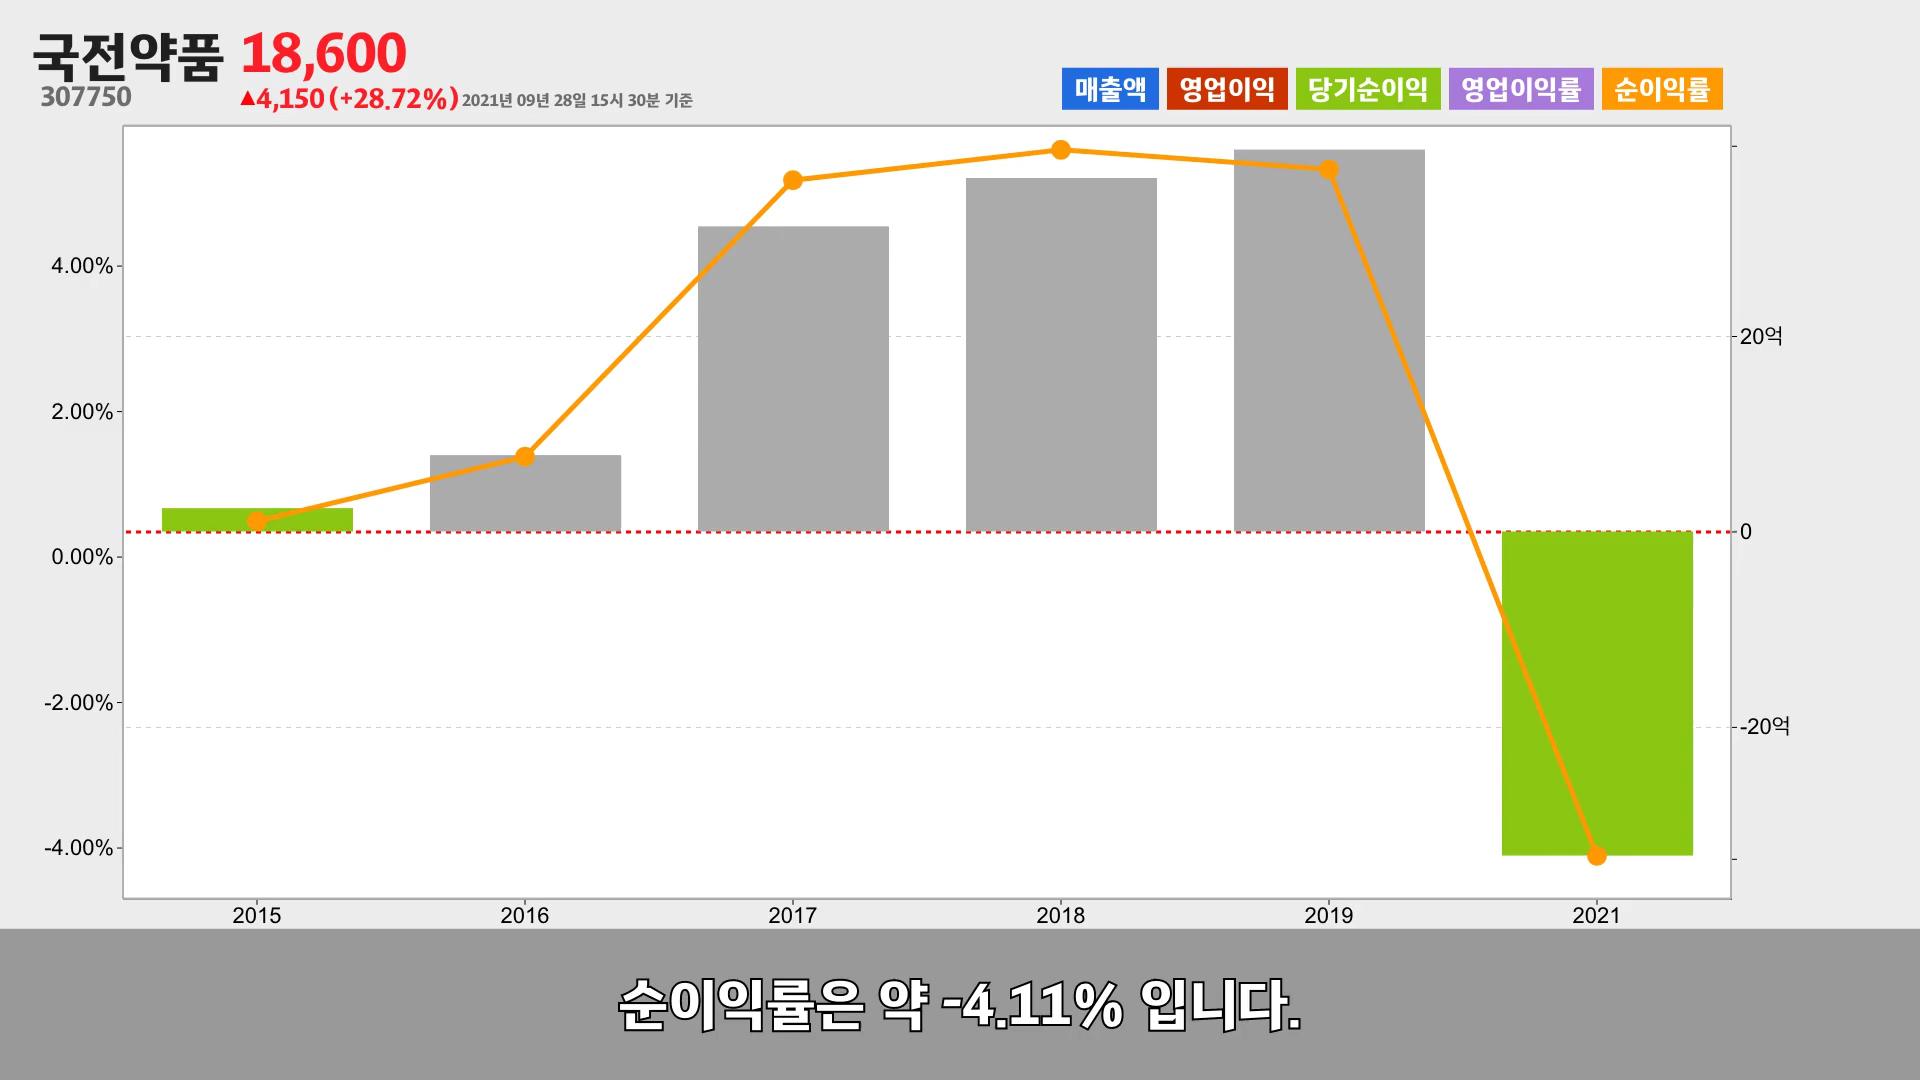 국전약품 18,600
307750 ▲4,150 (+28.72%) 2021년 09년 28일 15시 30분 기준
매출액 영업이익 당기순이익 영업이익률 순이익률
4.00%
2.00%
0.00%
-2.00%
-4.00%
20억
0
-20억
2015 2016 2017 2018 2019 2021
순이익률은 약 -4.11% 입니다.